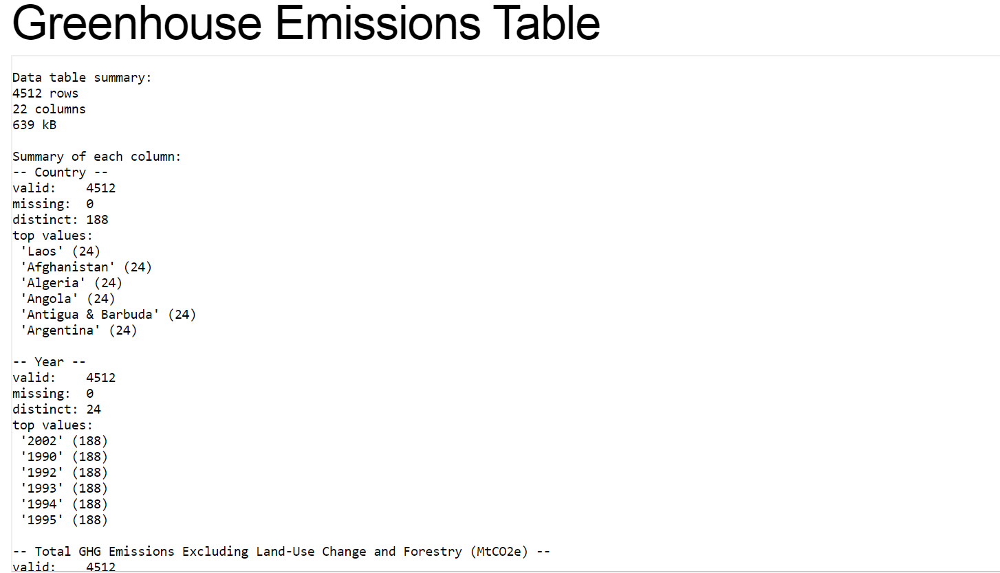 Greenhouse Emissions Table
Data table summary:
4512 rows
22 columns
639 kB
Summary of each column:
-- Country --
valid:    4512
missing:  0
distinct: 188
top values:
 'Laos' (24)
 'Afghanistan' (24)
 'Algeria' (24)
 'Angola' (24)
 'Antigua & Barbuda' (24)
 'Argentina' (24)
-- Year --
valid:    4512
missing:  0
distinct: 24
top values:
 '2002' (188)
 '1990' (188)
 '1992' (188)
 '1993' (188)
 '1994' (188)
 '1995' (188)
-- Total GHG Emissions Excluding Land-Use Change and Forestry (MtCO2e) --
valid:    4512